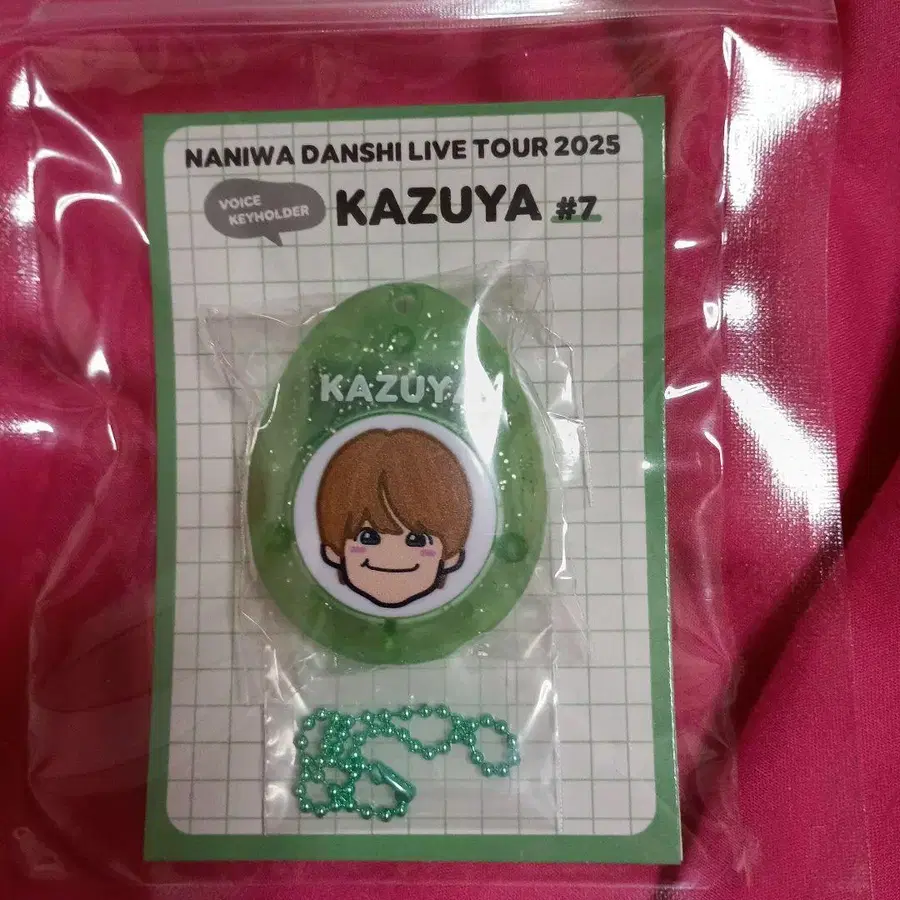 NANIWA DANSHI LIVE TOUR 2025
VOICE
KEYHOLDER
KAZUYA #7
KAZUYA